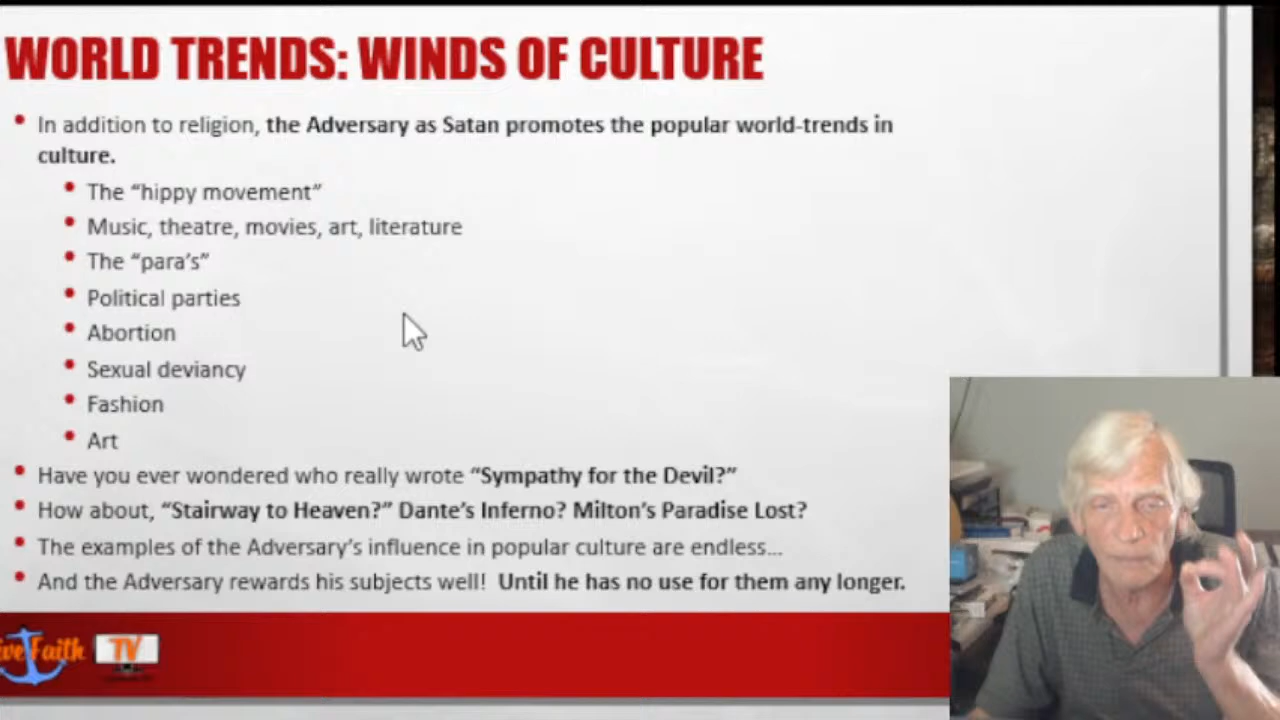 WORLD TRENDS: WINDS OF CULTURE
In addition to religion, the Adversary as Satan promotes the popular world-trends in
culture.
The “hippy movement”
Music, theatre, movies, art, literature
The “para’s”
Political parties
Abortion
Sexual deviancy
Fashion
Art
Have you ever wondered who really wrote “Sympathy for the Devil?”
How about, “Stairway to Heaven?” Dante’s Inferno? Milton’s Paradise Lost?
The examples of the Adversary’s influence in popular culture are endless…
And the Adversary rewards his subjects well!  Until he has no use for them any longer.
Faith TV